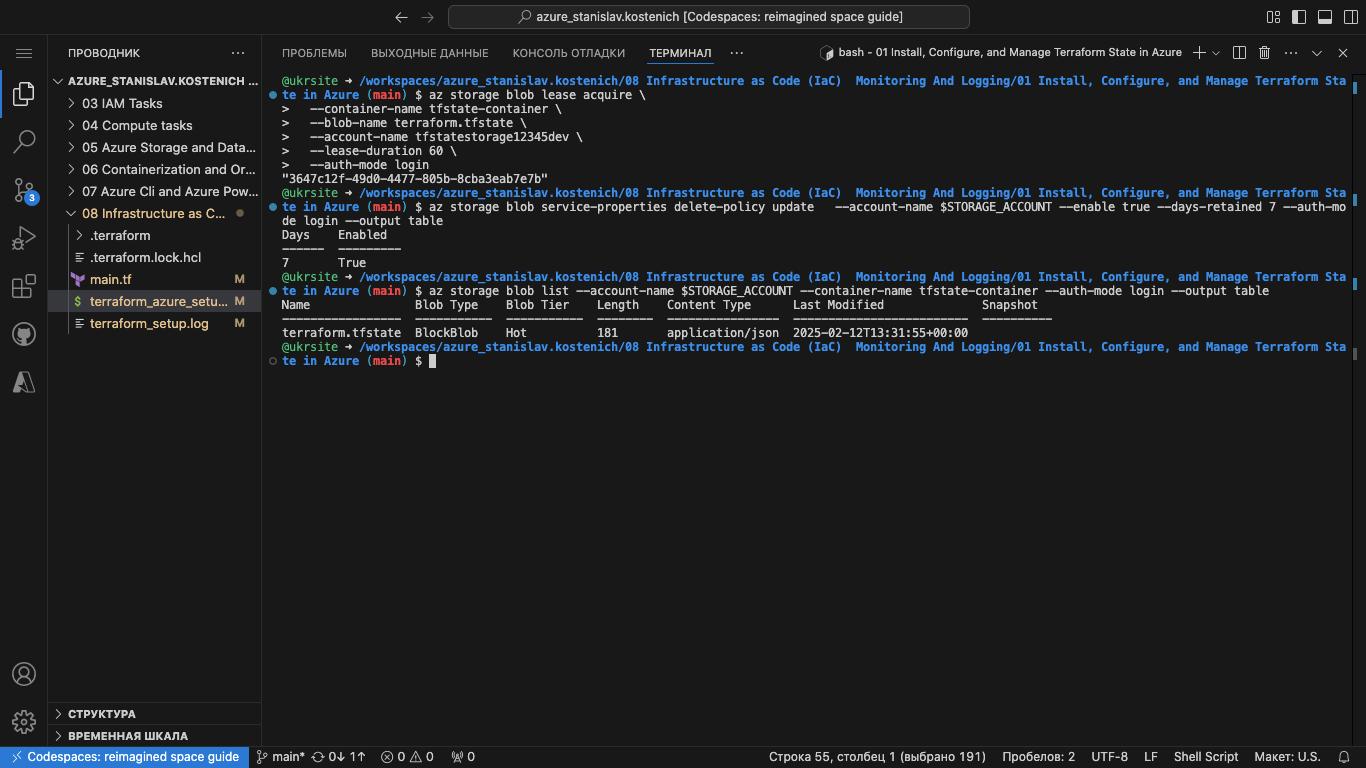 azure_stanislav.kostenich [Codespaces: reimagined space guide]
ПРОВОДНИК
AZURE_STANISLAV.KOSTENICH ...
03 IAM Tasks
04 Compute tasks
05 Azure Storage and Data...
06 Containerization and Or...
07 Azure Cli and Azure Pow...
08 Infrastructure as C...
.terraform
.terraform.lock.hcl
main.tf M
terraform_azure_setu... M
terraform_setup.log M
СТРУКТУРА
ВРЕМЕННАЯ ШКАЛА
3
ПРОБЛЕМЫ ВЫХОДНЫЕ ДАННЫЕ КОНСОЛЬ ОТЛАДКИ ТЕРМИНАЛ
bash - 01 Install, Configure, and Manage Terraform State in Azure
@ukrsite ➜ /workspaces/azure_stanislav.kostenich/08 Infrastructure as Code (IaC)  Monitoring And Logging/01 Install, Configure, and Manage Terraform Sta
te in Azure (main) $ az storage blob lease acquire \
>   --container-name tfstate-container \
>   --blob-name terraform.tfstate \
>   --account-name tfstatestorage12345dev \
>   --lease-duration 60 \
>   --auth-mode login
"3647c12f-49d0-4477-805b-8cba3eab7e7b"
@ukrsite ➜ /workspaces/azure_stanislav.kostenich/08 Infrastructure as Code (IaC)  Monitoring And Logging/01 Install, Configure, and Manage Terraform Sta
te in Azure (main) $ az storage blob service-properties delete-policy update   --account-name $STORAGE_ACCOUNT --enable true --days-retained 7 --auth-mo
de login --output table
Days    Enabled
------  ---------
7       True
@ukrsite ➜ /workspaces/azure_stanislav.kostenich/08 Infrastructure as Code (IaC)  Monitoring And Logging/01 Install, Configure, and Manage Terraform Sta
te in Azure (main) $ az storage blob list --account-name $STORAGE_ACCOUNT --container-name tfstate-container --auth-mode login --output table
Name               Blob Type    Blob Tier    Length    Content Type      Last Modified              Snapshot
-----------------  -----------  -----------  --------  ----------------  -------------------------  ----------
terraform.tfstate  BlockBlob    Hot          181       application/json  2025-02-12T13:31:55+00:00
@ukrsite ➜ /workspaces/azure_stanislav.kostenich/08 Infrastructure as Code (IaC)  Monitoring And Logging/01 Install, Configure, and Manage Terraform Sta
te in Azure (main) $
Codespaces: reimagined space guide main* 0↓ 1↑ 0 0 0 Строка 55, столбец 1 (выбрано 191) Пробелов: 2 UTF-8 LF Shell Script Макет: U.S.